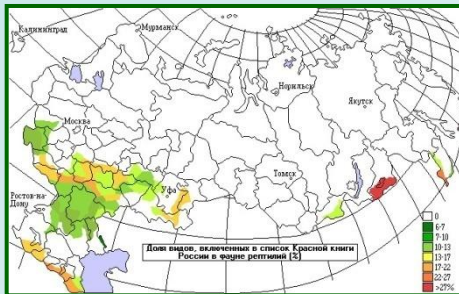 Калининград
Мурманск
Норильск
Якутск
Москва
Томск
Уфа
Ростов-на-
Дону
Доля видов, включенных в список Красной книги
России в фауне рептилий (%)
0
6-7
7-10
10-13
13-17
17-22
22-27
>27%